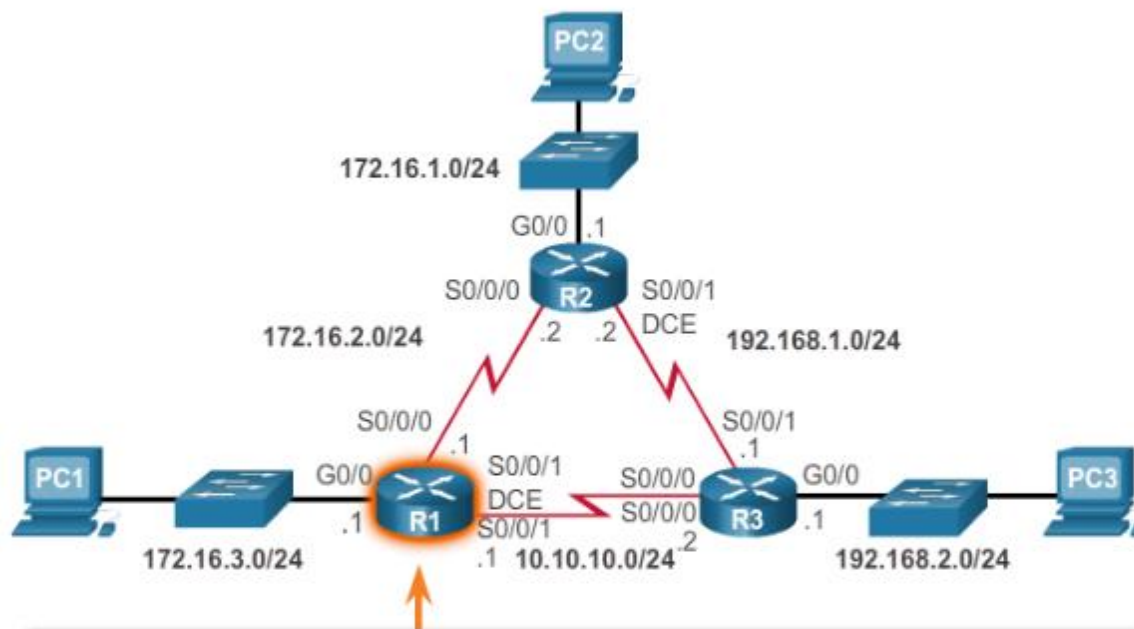 PC2
172.16.1.0/24
G0/0 .1
S0/0/0 R2 S0/0/1
.2 .2 DCE
172.16.2.0/24 192.168.1.0/24
S0/0/0 S0/0/1
.1 .1
PC1 G0/0 S0/0/1 S0/0/0 G0/0 PC3
DCE
.1 R1 S0/0/1 S0/0/0 R3 .1
172.16.3.0/24 .1 10.10.10.0/24 .2 192.168.2.0/24